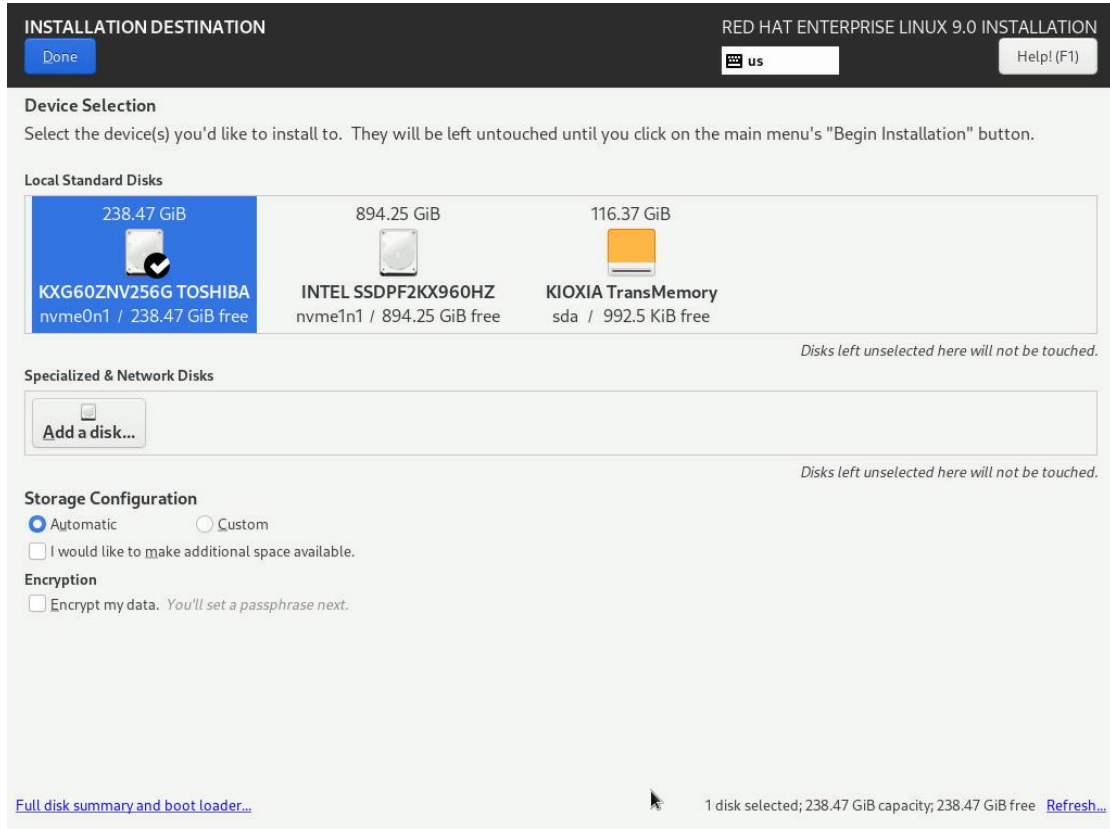 INSTALLATION DESTINATION
RED HAT ENTERPRISE LINUX 9.0 INSTALLATION
Done
us
Help! (F1)
Device Selection
Select the device(s) you'd like to install to. They will be left untouched until you click on the main menu's "Begin Installation" button.
Local Standard Disks
238.47 GiB
894.25 GiB
116.37 GiB
KXG60ZNV256G TOSHIBA
INTEL SSDPF2KX960HZ
KIOXIA TransMemory
nvme0n1 / 238.47 GiB free
nvme1n1 / 894.25 GiB free
sda / 992.5 KiB free
Disks left unselected here will not be touched.
Specialized & Network Disks
Add a disk...
Disks left unselected here will not be touched.
Storage Configuration
Automatic
Custom
I would like to make additional space available.
Encryption
Encrypt my data. You'll set a passphrase next.
Full disk summary and boot loader...
1 disk selected; 238.47 GiB capacity; 238.47 GiB free Refresh...